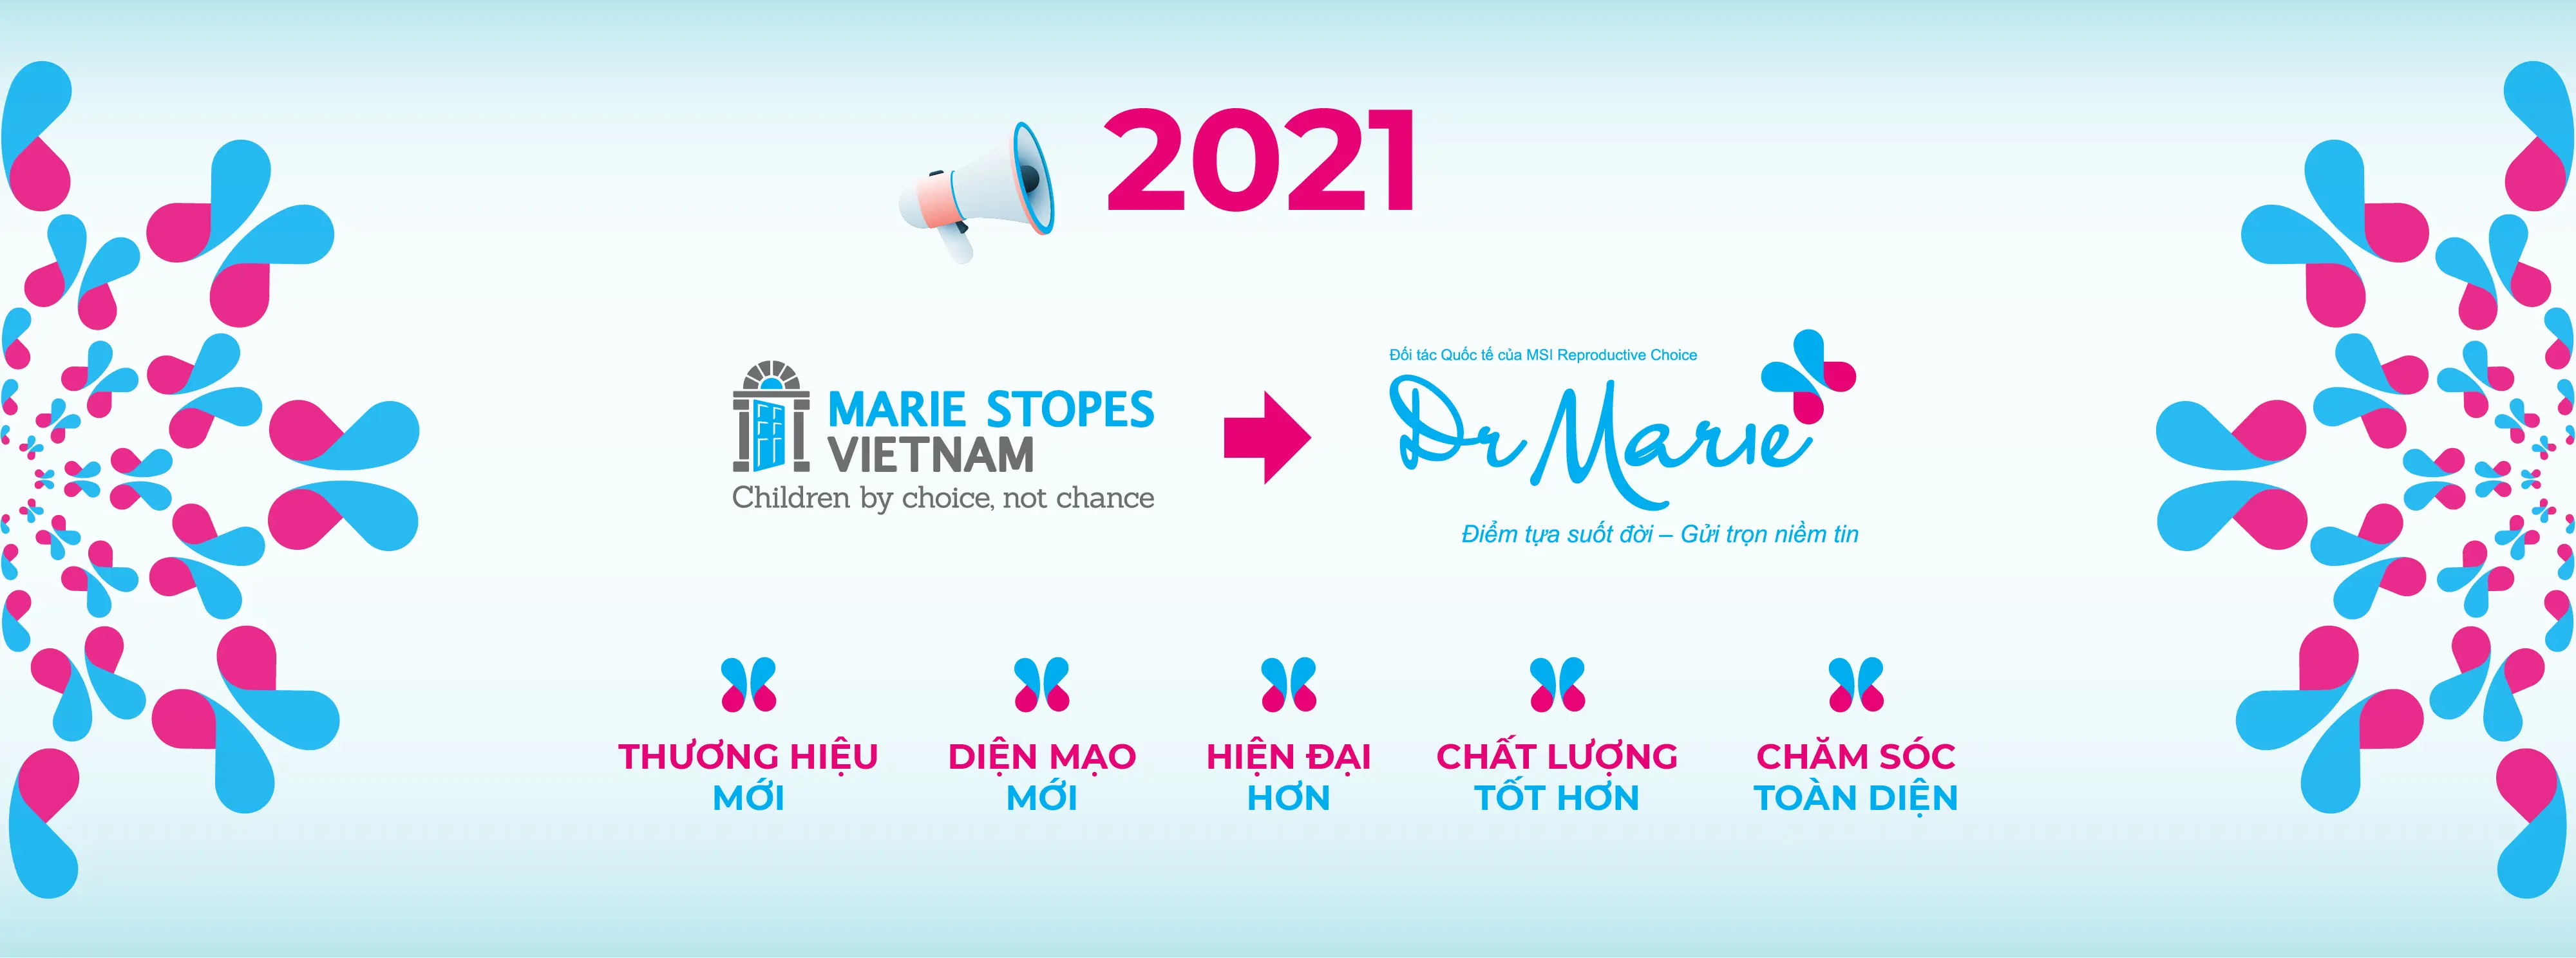 2021
MARIE STOPES
VIETNAM
Children by choice, not chance
Đối tác Quốc tế của MSI Reproductive Choice
Dr Marie
Điểm tựa suốt đời – Gửi trọn niềm tin
THƯƠNG HIỆU
MỚI
DIỆN MẠO
MỚI
HIỆN ĐẠI
HƠN
CHẤT LƯỢNG
TỐT HƠN
CHĂM SÓC
TOÀN DIỆN